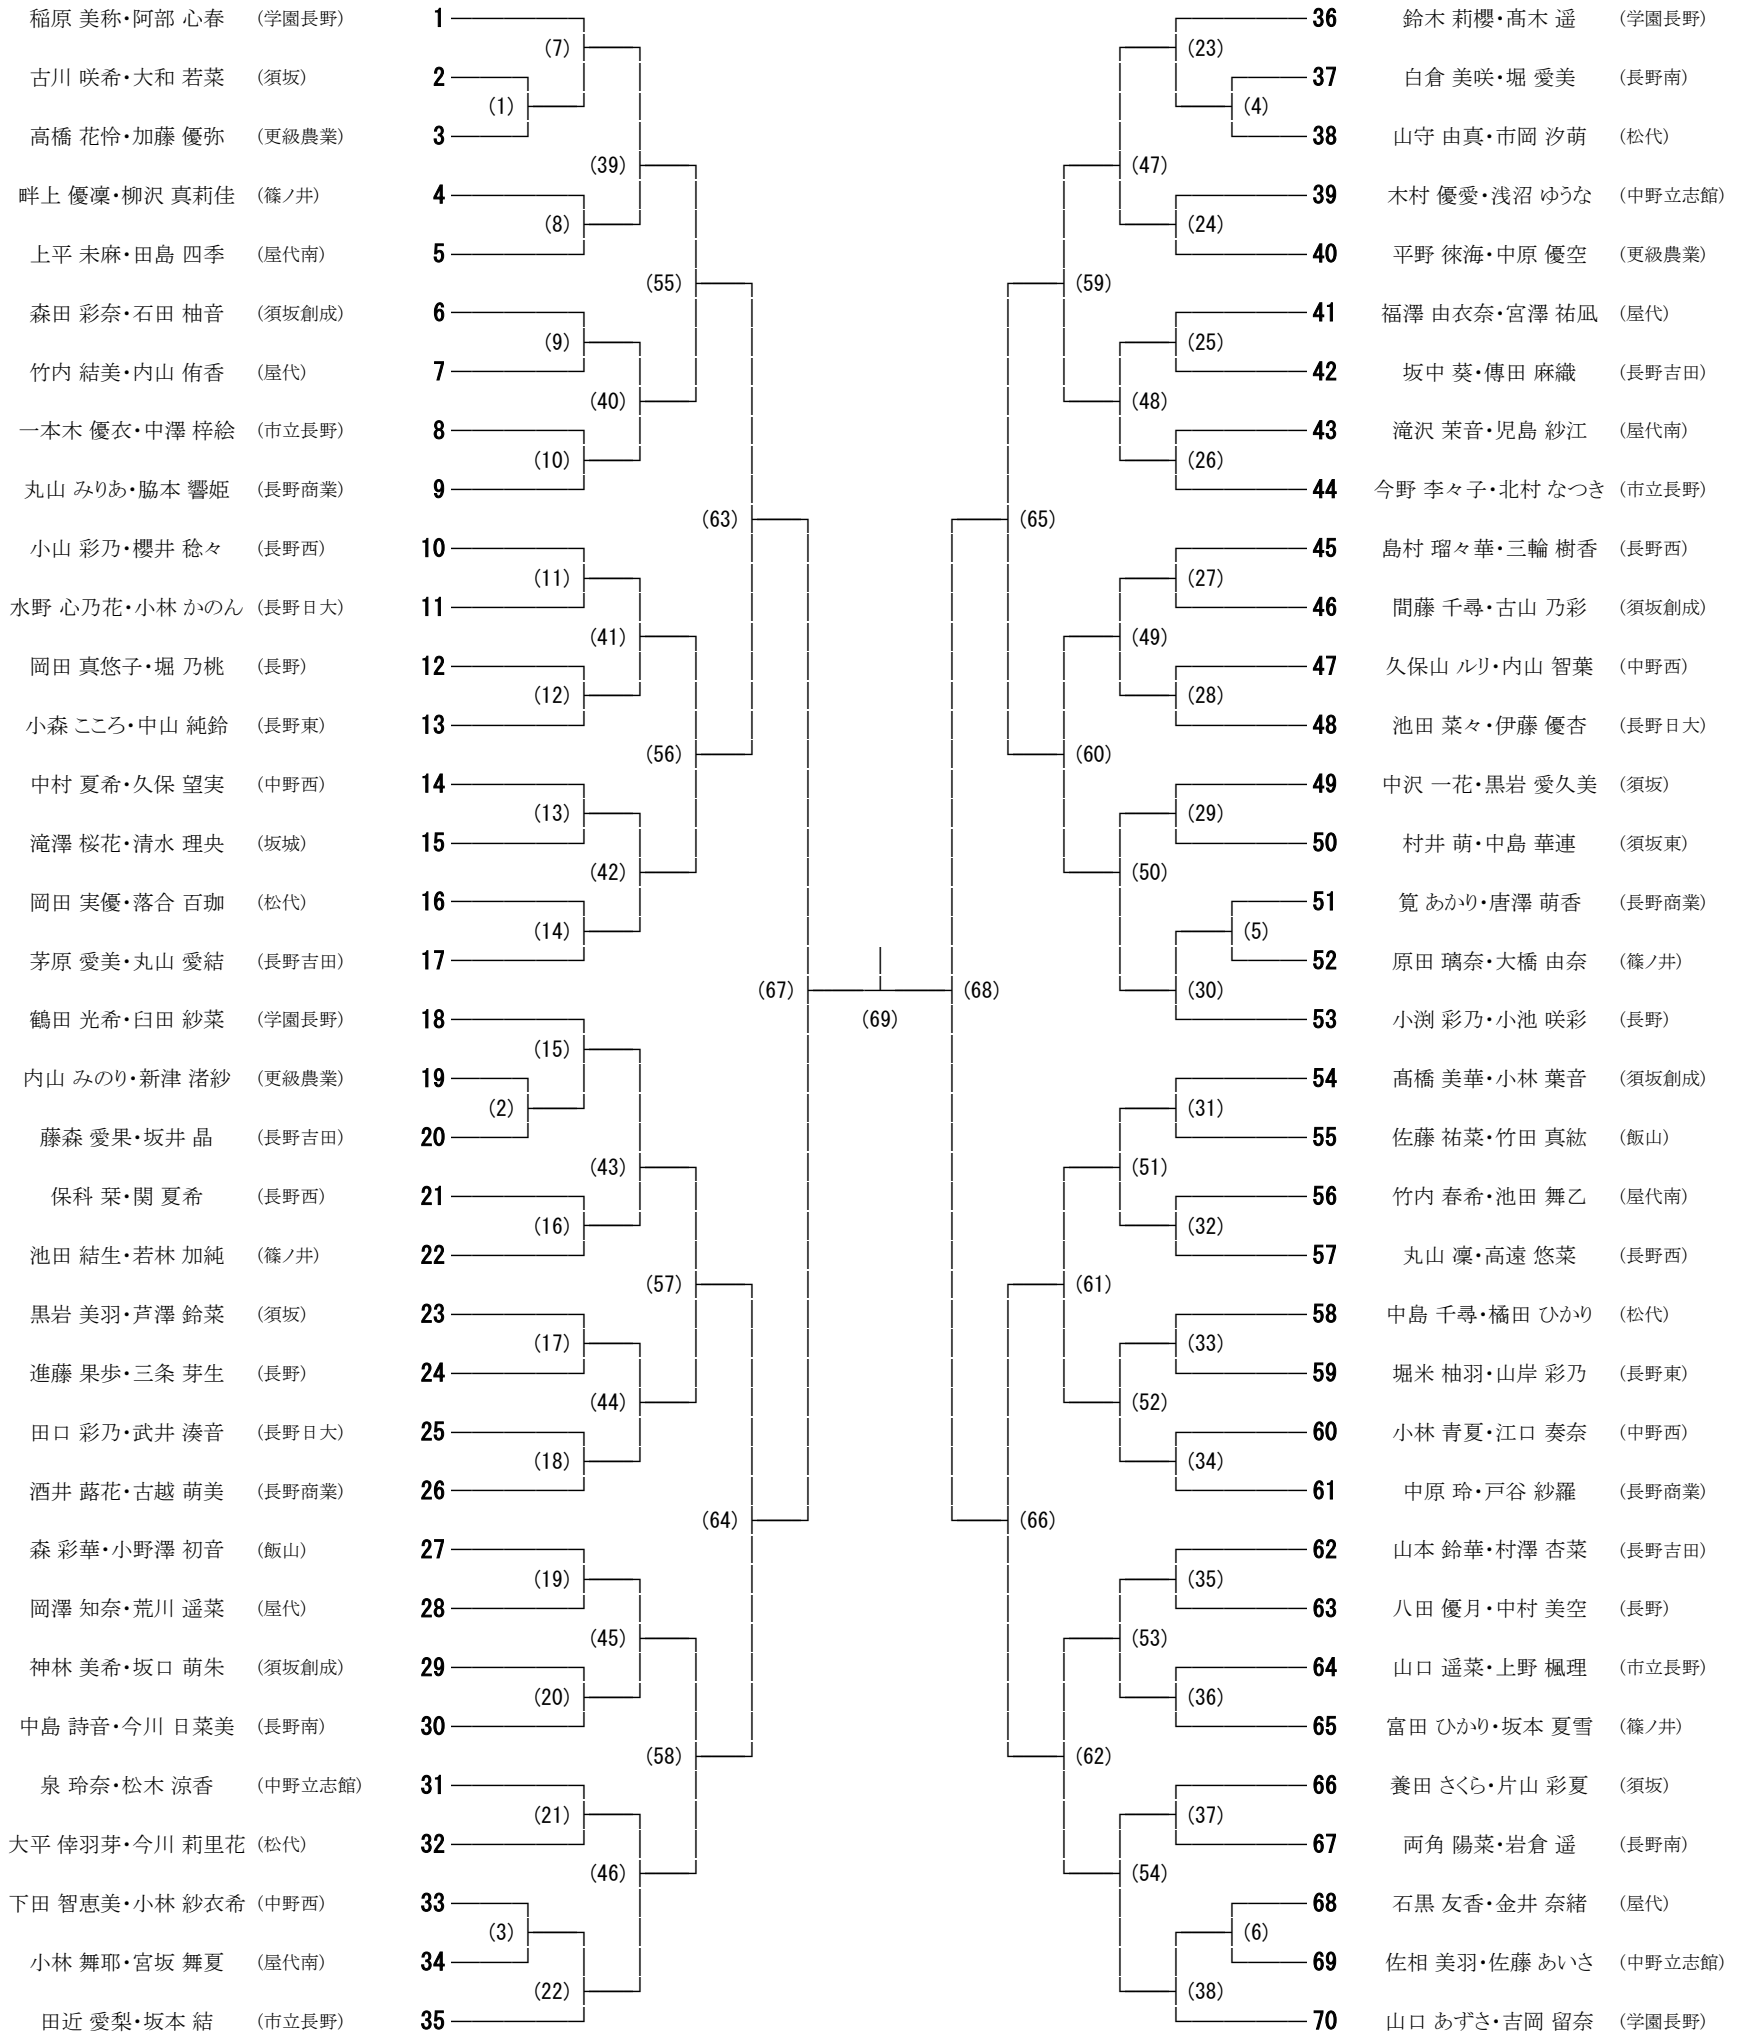 稲原 美称・阿部 心春 (学園長野) 1
(7)
古川 咲希・大和 若菜 (須坂) 2
(1)
高橋 花怜・加藤 優弥 (更級農業) 3
(39)
畔上 優凜・柳沢 真莉佳 (篠ノ井) 4
(8)
上平 未麻・田島 四季 (屋代南) 5
(55)
森田 彩奈・石田 柚音 (須坂創成) 6
(9)
竹内 結美・内山 侑香 (屋代) 7
(40)
一本木 優衣・中澤 梓絵 (市立長野) 8
(10)
丸山 みりあ・脇本 響姫 (長野商業) 9
(63)
小山 彩乃・櫻井 稔々 (長野西) 10
(11)
水野 心乃花・小林 かのん (長野日大) 11
(41)
岡田 真悠子・堀 乃桃 (長野) 12
(12)
小森 こころ・中山 純鈴 (長野東) 13
(56)
中村 夏希・久保 望実 (中野西) 14
(13)
滝澤 桜花・清水 理央 (坂城) 15
(42)
岡田 実優・落合 百珈 (松代) 16
(14)
茅原 愛美・丸山 愛結 (長野吉田) 17
(67)
鶴田 光希・臼田 紗菜 (学園長野) 18
(15)
内山 みのり・新津 渚紗 (更級農業) 19
(2)
藤森 愛果・坂井 晶 (長野吉田) 20
(43)
保科 栞・関 夏希 (長野西) 21
(16)
池田 結生・若林 加純 (篠ノ井) 22
(57)
黒岩 美羽・芦澤 鈴菜 (須坂) 23
(17)
進藤 果歩・三条 芽生 (長野) 24
(44)
田口 彩乃・武井 湊音 (長野日大) 25
(18)
酒井 蕗花・古越 萌美 (長野商業) 26
(64)
森 彩華・小野澤 初音 (飯山) 27
(19)
岡澤 知奈・荒川 遥菜 (屋代) 28
(45)
神林 美希・坂口 萌朱 (須坂創成) 29
(20)
中島 詩音・今川 日菜美 (長野南) 30
(58)
泉 玲奈・松木 涼香 (中野立志館) 31
(21)
大平 倖羽芽・今川 莉里花 (松代) 32
(46)
下田 智恵美・小林 紗衣希 (中野西) 33
(3)
小林 舞耶・宮坂 舞夏 (屋代南) 34
(22)
田近 愛梨・坂本 結 (市立長野) 35
(69)
36 鈴木 莉櫻・髙木 遥 (学園長野)
(23)
37 白倉 美咲・堀 愛美 (長野南)
(4)
38 山守 由真・市岡 汐萌 (松代)
(47)
39 木村 優愛・浅沼 ゆうな (中野立志館)
(24)
40 平野 徠海・中原 優空 (更級農業)
(59)
41 福澤 由衣奈・宮澤 祐凪 (屋代)
(25)
42 坂中 葵・傳田 麻織 (長野吉田)
(48)
43 滝沢 茉音・児島 紗江 (屋代南)
(26)
44 今野 李々子・北村 なつき (市立長野)
(65)
45 島村 瑠々華・三輪 樹香 (長野西)
(27)
46 間藤 千尋・古山 乃彩 (須坂創成)
(49)
47 久保山 ルリ・内山 智葉 (中野西)
(28)
48 池田 菜々・伊藤 優杏 (長野日大)
(60)
49 中沢 一花・黒岩 愛久美 (須坂)
(29)
50 村井 萌・中島 華連 (須坂東)
(50)
51 筧 あかり・唐澤 萌香 (長野商業)
(5)
52 原田 璃奈・大橋 由奈 (篠ノ井)
(68)
(30)
53 小渕 彩乃・小池 咲彩 (長野)
54 髙橋 美華・小林 葉音 (須坂創成)
(31)
55 佐藤 祐菜・竹田 真紘 (飯山)
(51)
56 竹内 春希・池田 舞乙 (屋代南)
(32)
57 丸山 凜・高遠 悠菜 (長野西)
(61)
58 中島 千尋・橘田 ひかり (松代)
(33)
59 堀米 柚羽・山岸 彩乃 (長野東)
(52)
60 小林 青夏・江口 奏奈 (中野西)
(34)
61 中原 玲・戸谷 紗羅 (長野商業)
(66)
62 山本 鈴華・村澤 杏菜 (長野吉田)
(35)
63 八田 優月・中村 美空 (長野)
(53)
64 山口 遥菜・上野 楓理 (市立長野)
(36)
65 富田 ひかり・坂本 夏雪 (篠ノ井)
(62)
66 養田 さくら・片山 彩夏 (須坂)
(37)
67 両角 陽菜・岩倉 遥 (長野南)
(54)
68 石黒 友香・金井 奈緒 (屋代)
(6)
69 佐相 美羽・佐藤 あいさ (中野立志館)
(38)
70 山口 あずさ・吉岡 留奈 (学園長野)